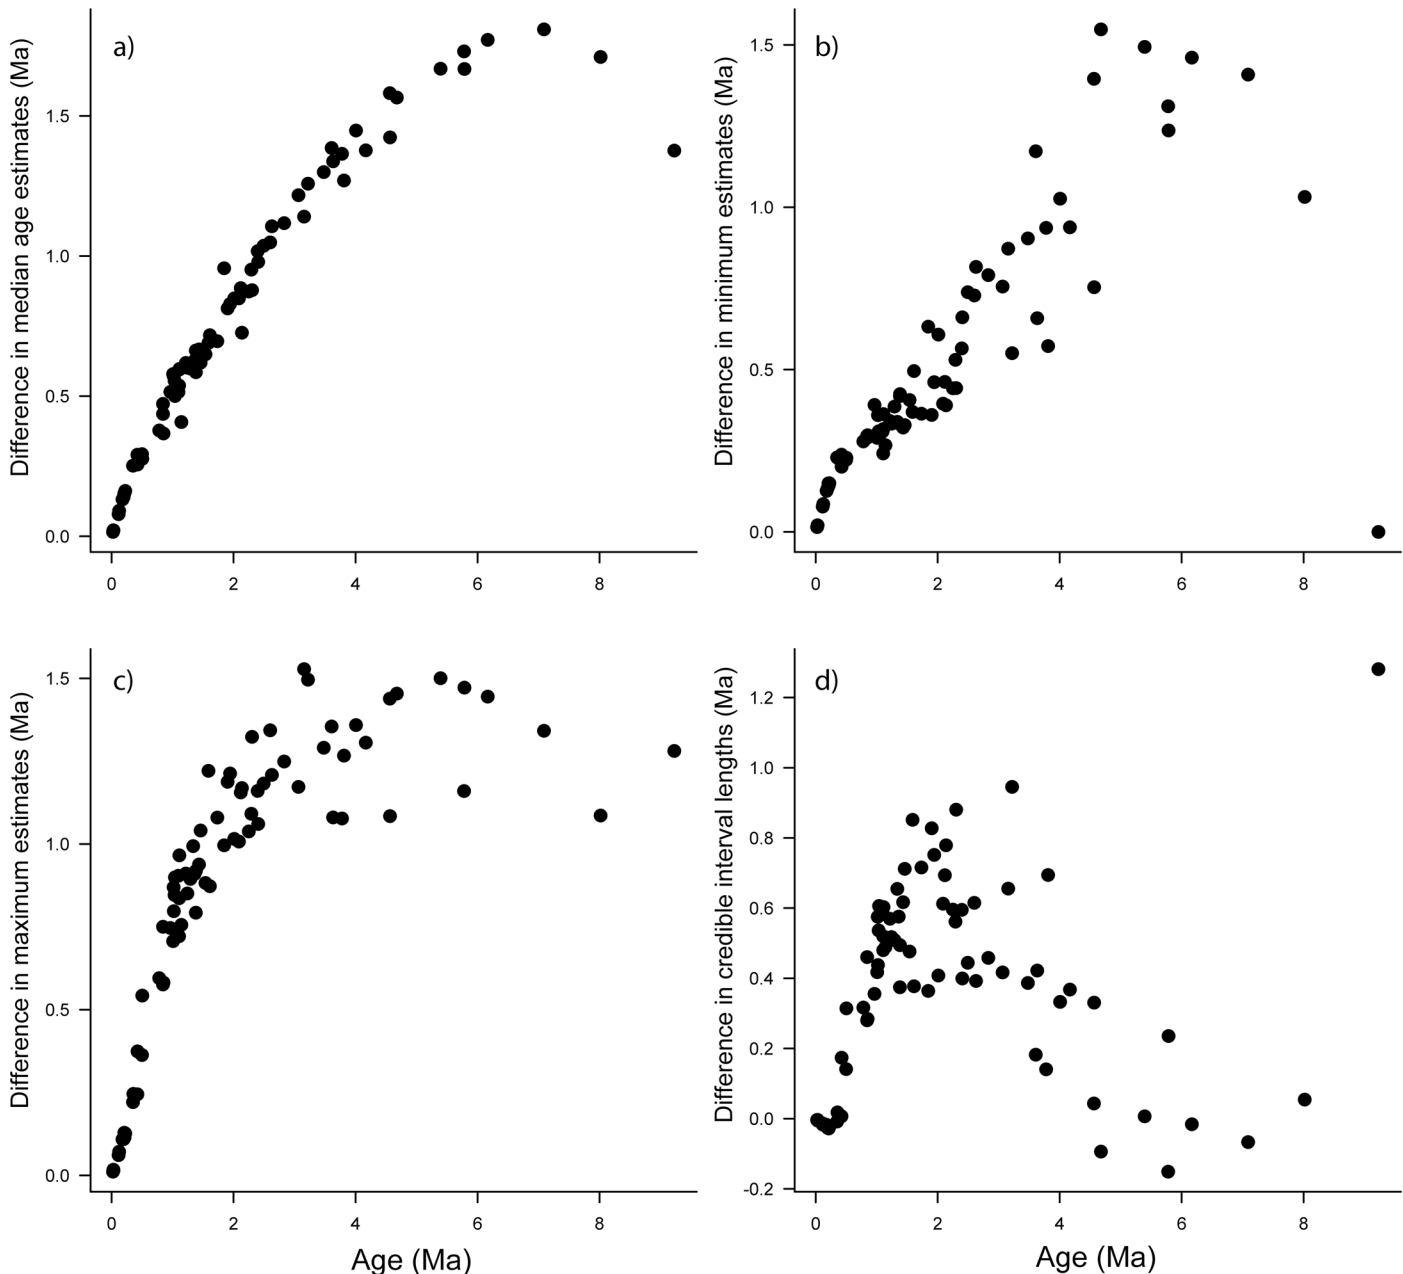 a)
Difference in median age estimates (Ma)
1.5
1.0
0.5
0.0
0 2 4 6 8
b)
Difference in minimum estimates (Ma)
1.5
1.0
0.5
0.0
0 2 4 6 8
c)
Difference in maximum estimates (Ma)
1.5
1.0
0.5
0.0
0 2 4 6 8
Age (Ma)
d)
Difference in credible interval lengths (Ma)
1.2
1.0
0.8
0.6
0.4
0.2
0.0
-0.2
0 2 4 6 8
Age (Ma)